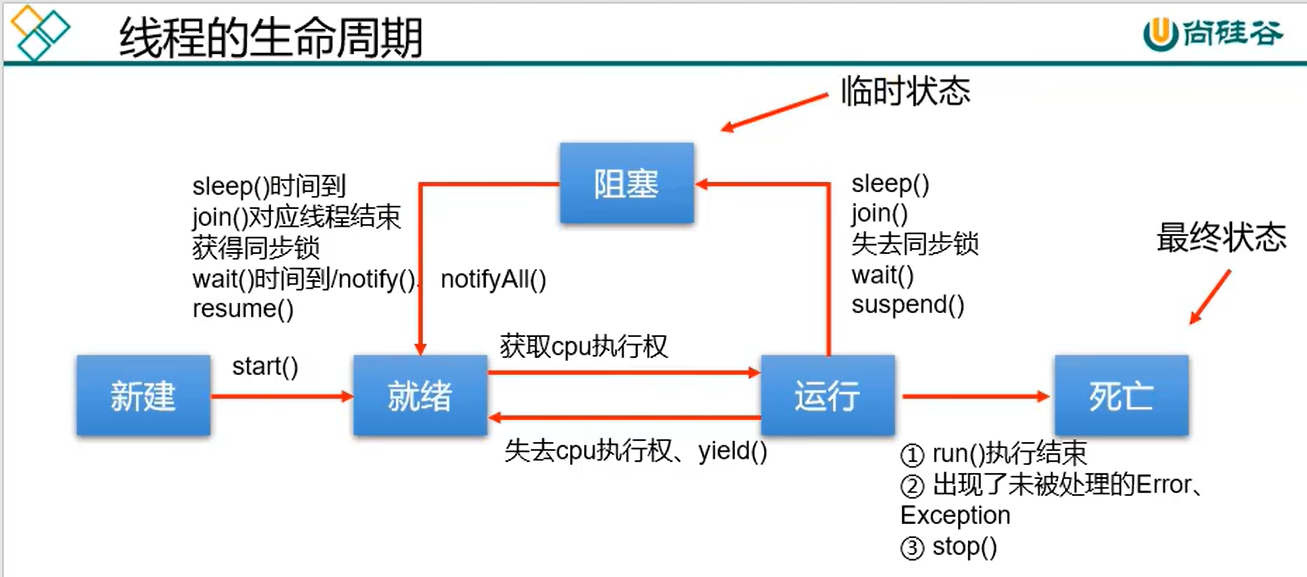 线程的生命周期
尚硅谷
临时状态
阻塞
sleep()时间到
join()对应线程结束
获得同步锁
wait()时间到/notify()、notifyAll()
resume()
sleep()
join()
失去同步锁
wait()
suspend()
最终状态
新建
start()
就绪
获取cpu执行权
失去cpu执行权、yield()
运行
死亡
① run()执行结束
② 出现了未被处理的Error、
Exception
③ stop()